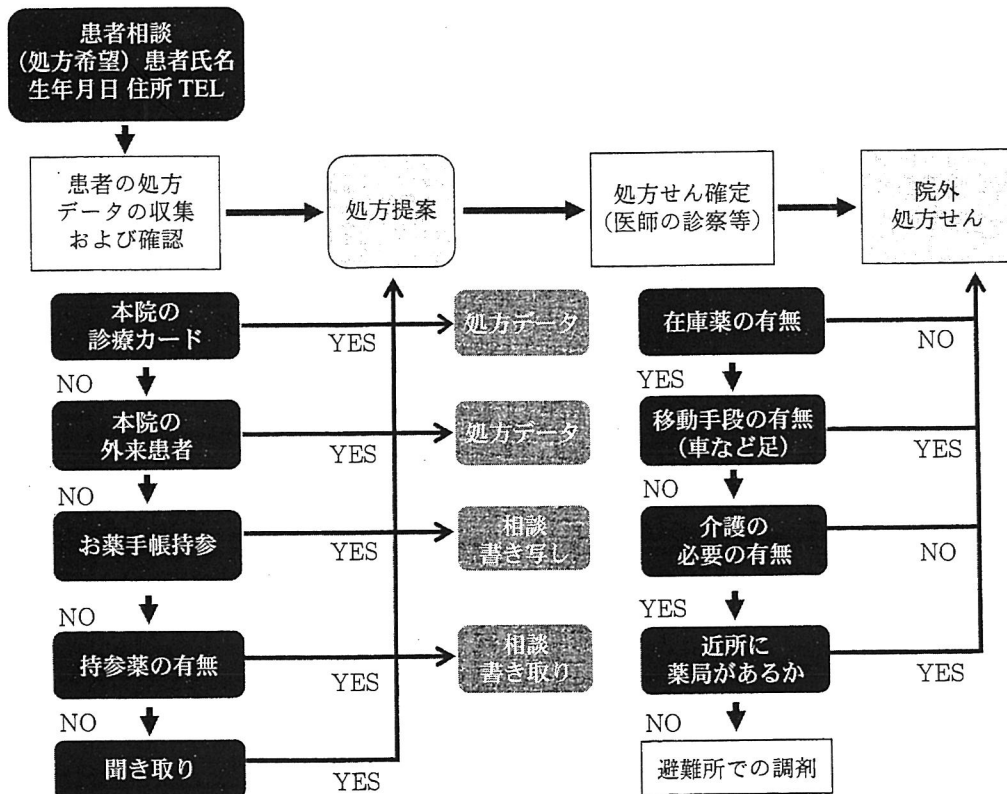 患者相談
（処方希望）患者氏名
生年月日 住所 TEL
患者の処方
データの収集
および確認
処方提案
処方せん確定
（医師の診察等）
院外
処方せん
本院の
診療カード
YES
処方データ
NO
本院の
外来患者
YES
処方データ
NO
お薬手帳持参
YES
相談
書き写し
NO
持参薬の有無
YES
相談
書き取り
NO
聞き取り
YES
在庫薬の有無
NO
YES
移動手段の有無
（車など足）
YES
NO
介護の
必要の有無
NO
YES
近所に
薬局があるか
YES
NO
避難所での調剤